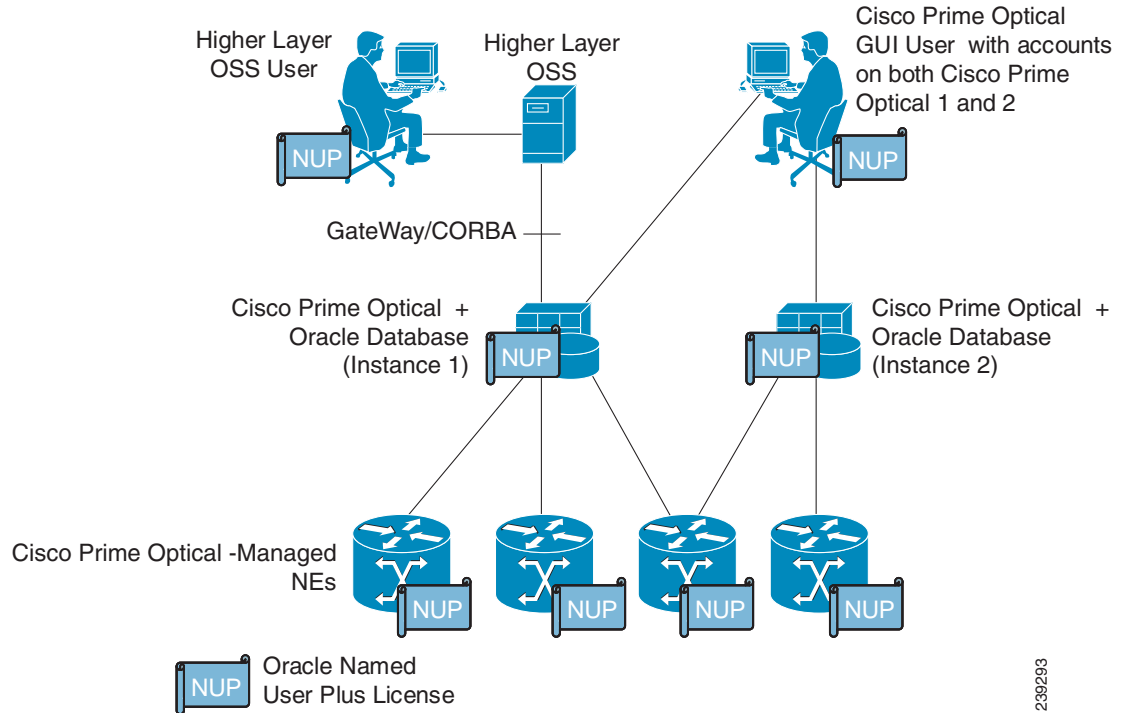 Higher Layer
OSS User
Higher Layer
OSS
Cisco Prime Optical
GUI User with accounts
on both Cisco Prime
Optical 1 and 2
NUP
NUP
GateWay/CORBA
Cisco Prime Optical +
Oracle Database
(Instance 1)
NUP
NUP
Cisco Prime Optical +
Oracle Database
(Instance 2)
Cisco Prime Optical -Managed
NEs
NUP
NUP
NUP
NUP
NUP
Oracle Named
User Plus License
239293